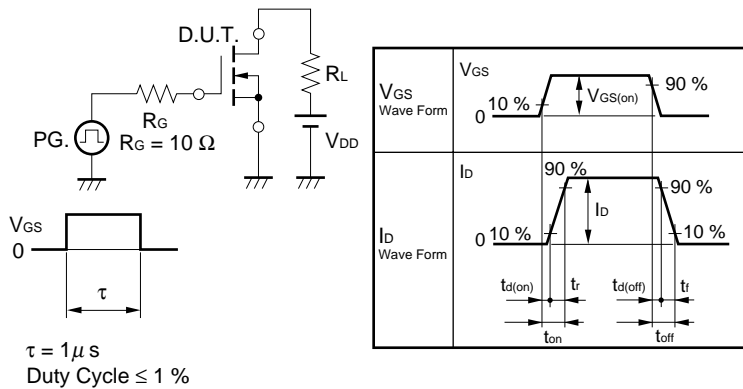 D.U.T.
RL
RG
PG.
RG = 10 Ω
VDD
VGS
0
τ
τ = 1μ s
Duty Cycle ≤ 1 %
VGS
Wave Form
VGS
10 %
0
VGS(on)
90 %
ID
Wave Form
ID
90 %
90 %
0
10 %
ID
10 %
td(on)
tr
td(off)
tf
ton
toff